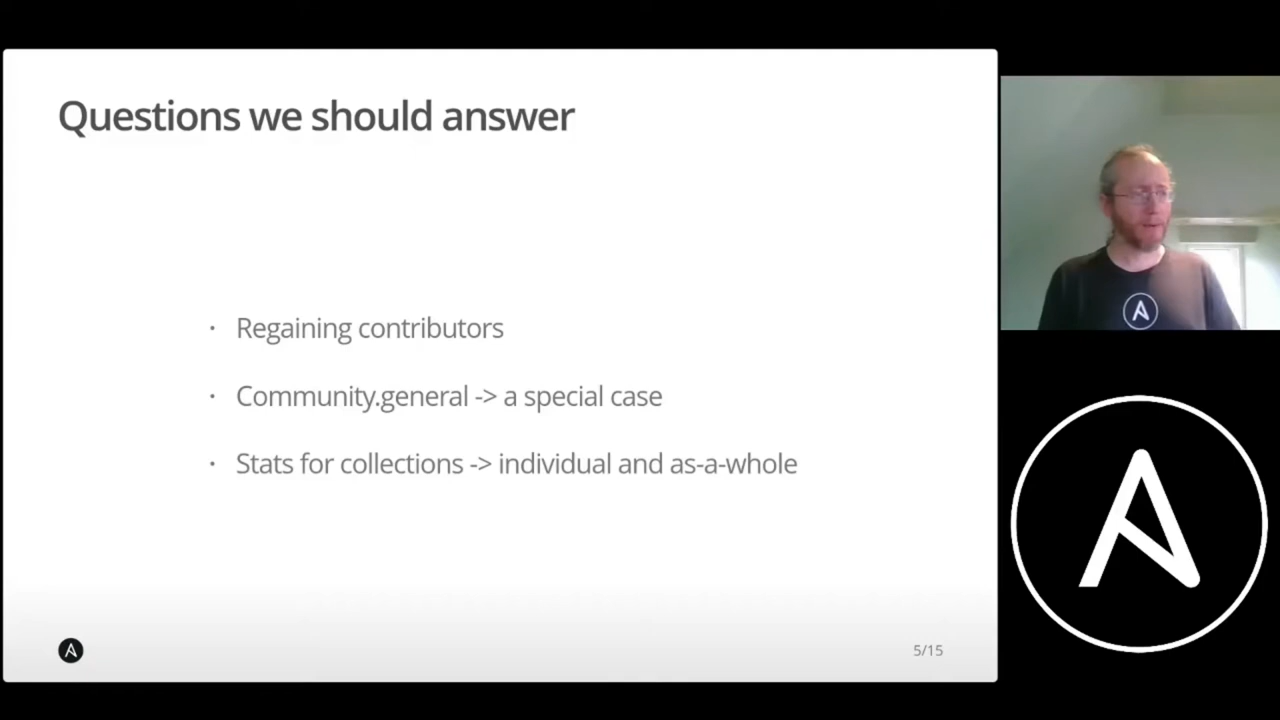 Questions we should answer
· Regaining contributors
· Community.general -> a special case
· Stats for collections -> individual and as-a-whole
5/15